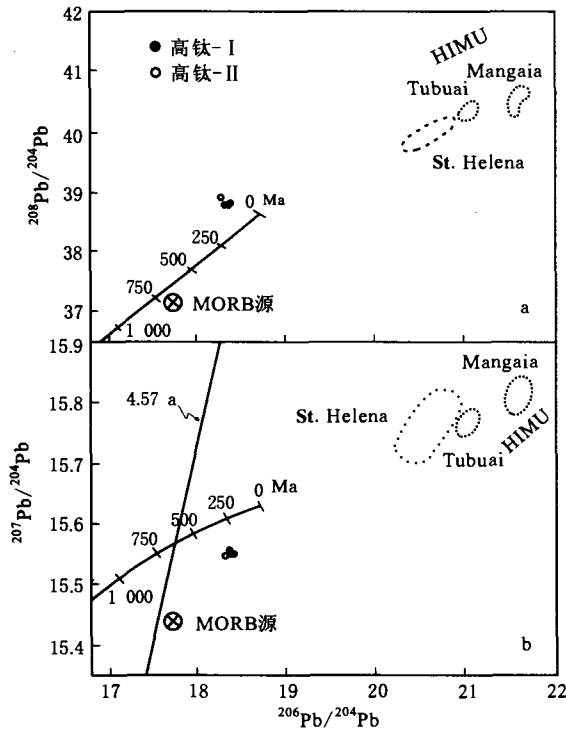 42
41
40
39
38
37
²⁰⁸Pb/²⁰⁴Pb
● 高钛-I
○ 高钛-II
HIMU
Mangaia
Tubuai
St. Helena
0 Ma
250
500
750
1 000
MORB源
a
15.9
15.8
15.7
15.6
15.5
15.4
²⁰⁷Pb/²⁰⁴Pb
4.57 a
Mangaia
St. Helena
HIMU
Tubuai
0 Ma
250
500
750
1 000
MORB源
b
17 18 19 20 21 22
²⁰⁶Pb/²⁰⁴Pb